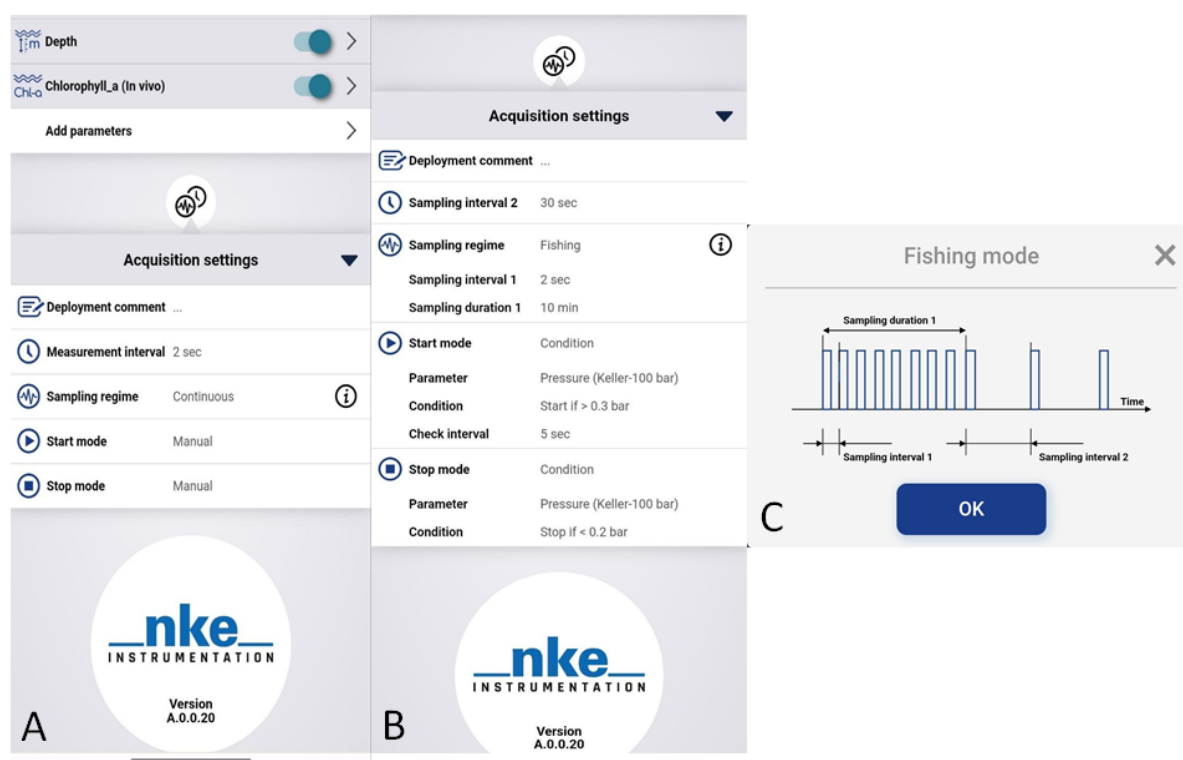 Depth
Chl-a Chlorophyll_a (In vivo)
Add parameters
Acquisition settings
Deployment comment ...
Measurement interval 2 sec
Sampling regime Continuous
Start mode Manual
Stop mode Manual
nke
INSTRUMENTATION
Version
A.0.0.20
A
Acquisition settings
Deployment comment ...
Sampling interval 2 30 sec
Sampling regime Fishing
Sampling interval 1 2 sec
Sampling duration 1 10 min
Start mode Condition
Parameter Pressure (Keller-100 bar)
Condition Start if > 0.3 bar
Check interval 5 sec
Stop mode Condition
Parameter Pressure (Keller-100 bar)
Condition Stop if < 0.2 bar
nke
INSTRUMENTATION
Version
A.0.0.20
B
Fishing mode
Sampling duration 1
Time
Sampling interval 1 Sampling interval 2
OK
C